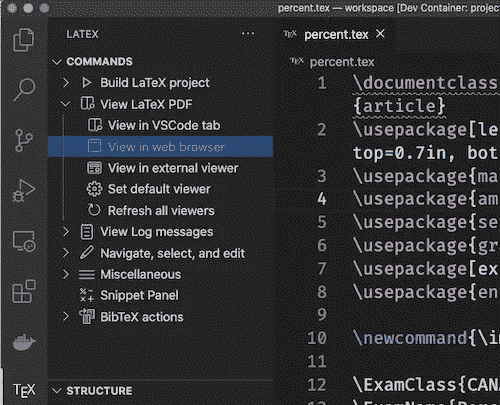 percent.tex — workspace [Dev Container: projec
LATEX
···
TEX percent.tex ×
COMMANDS
TEX percent.tex
Build LaTeX project
View LaTeX PDF
View in VSCode tab
View in web browser
View in external viewer
Set default viewer
Refresh all viewers
View Log messages
Navigate, select, and edit
Miscellaneous
Snippet Panel
BibTeX actions
TEX
STRUCTURE
1 \documentclass
{article}
2 \usepackage[le
top=0.7in, bot
3 \usepackage{ma
4 \usepackage{am
5 \usepackage{se
6 \usepackage{gr
7 \usepackage[ex
8 \usepackage{en
9
10 \newcommand{\i
11
12 \ExamClass{CAN